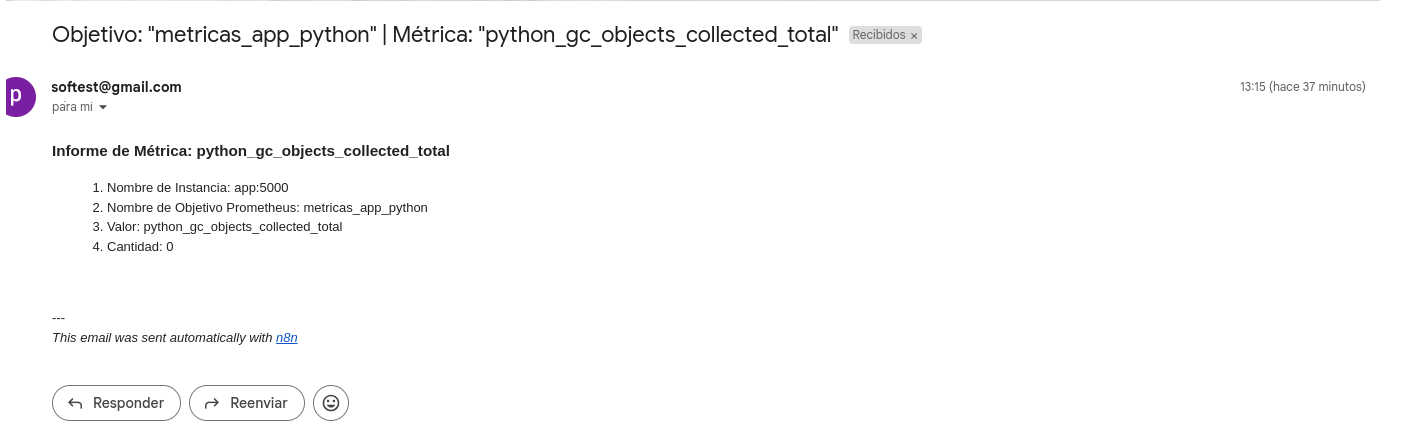 Objetivo: "metricas_app_python" | Métrica: "python_gc_objects_collected_total" Recibidos ×
p
softest@gmail.com 13:15 (hace 37 minutos)
para mí
Informe de Métrica: python_gc_objects_collected_total
1. Nombre de Instancia: app:5000
2. Nombre de Objetivo Prometheus: metricas_app_python
3. Valor: python_gc_objects_collected_total
4. Cantidad: 0
---
This email was sent automatically with n8n
Responder Reenviar